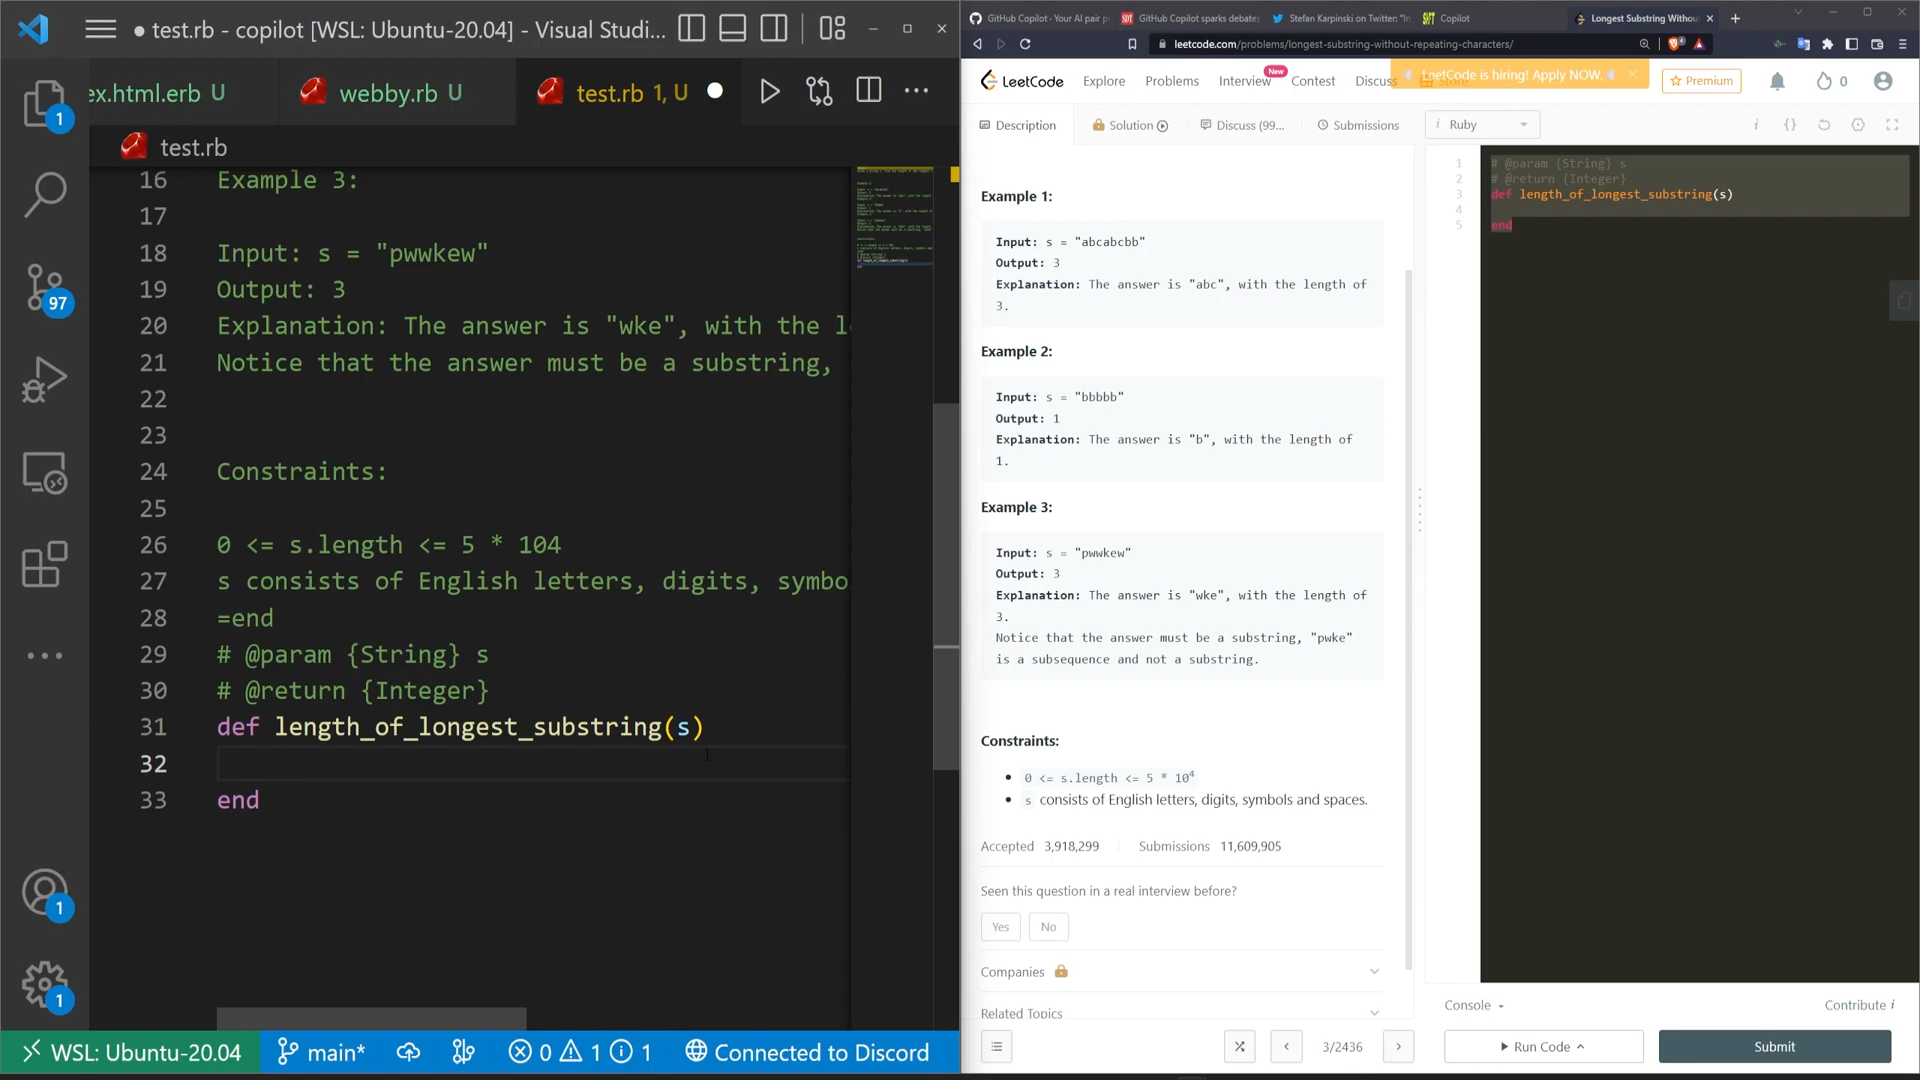 test.rb - copilot [WSL: Ubuntu-20.04] - Visual Studi...
ex.html.erb U
webby.rb U
test.rb 1, U
test.rb
16 Example 3:
17
18 Input: s = "pwwkew"
19 Output: 3
20 Explanation: The answer is "wke", with the l
21 Notice that the answer must be a substring,
22
23
24 Constraints:
25
26 0 <= s.length <= 5 * 104
27 s consists of English letters, digits, symbo
28 =end
29 # @param {String} s
30 # @return {Integer}
31 def length_of_longest_substring(s)
32
33 end
1
97
1
1
WSL: Ubuntu-20.04
main*
0 1 1
Connected to Discord
GitHub Copilot · Your AI pair p
GitHub Copilot sparks debates
Stefan Karpinski on Twitter: "In
Copilot
Longest Substring Withou
leetcode.com/problems/longest-substring-without-repeating-characters/
LeetCode
Explore
Problems
Interview
New
Contest
Discuss
LeetCode is hiring! Apply NOW.
Premium
0
Description
Solution
Discuss (99...
Submissions
i Ruby
Example 1:
Input: s = "abcabcbb"
Output: 3
Explanation: The answer is "abc", with the length of
3.
Example 2:
Input: s = "bbbbb"
Output: 1
Explanation: The answer is "b", with the length of
1.
Example 3:
Input: s = "pwwkew"
Output: 3
Explanation: The answer is "wke", with the length of
3.
Notice that the answer must be a substring, "pwke"
is a subsequence and not a substring.
Constraints:
0 <= s.length <= 5 * 10⁴
s consists of English letters, digits, symbols and spaces.
Accepted 3,918,299
Submissions 11,609,905
Seen this question in a real interview before?
Yes
No
Companies
Related Topics
3/2436
1 # @param {String} s
2 # @return {Integer}
3 def length_of_longest_substring(s)
4
5 end
Console
Contribute i
Run Code
Submit